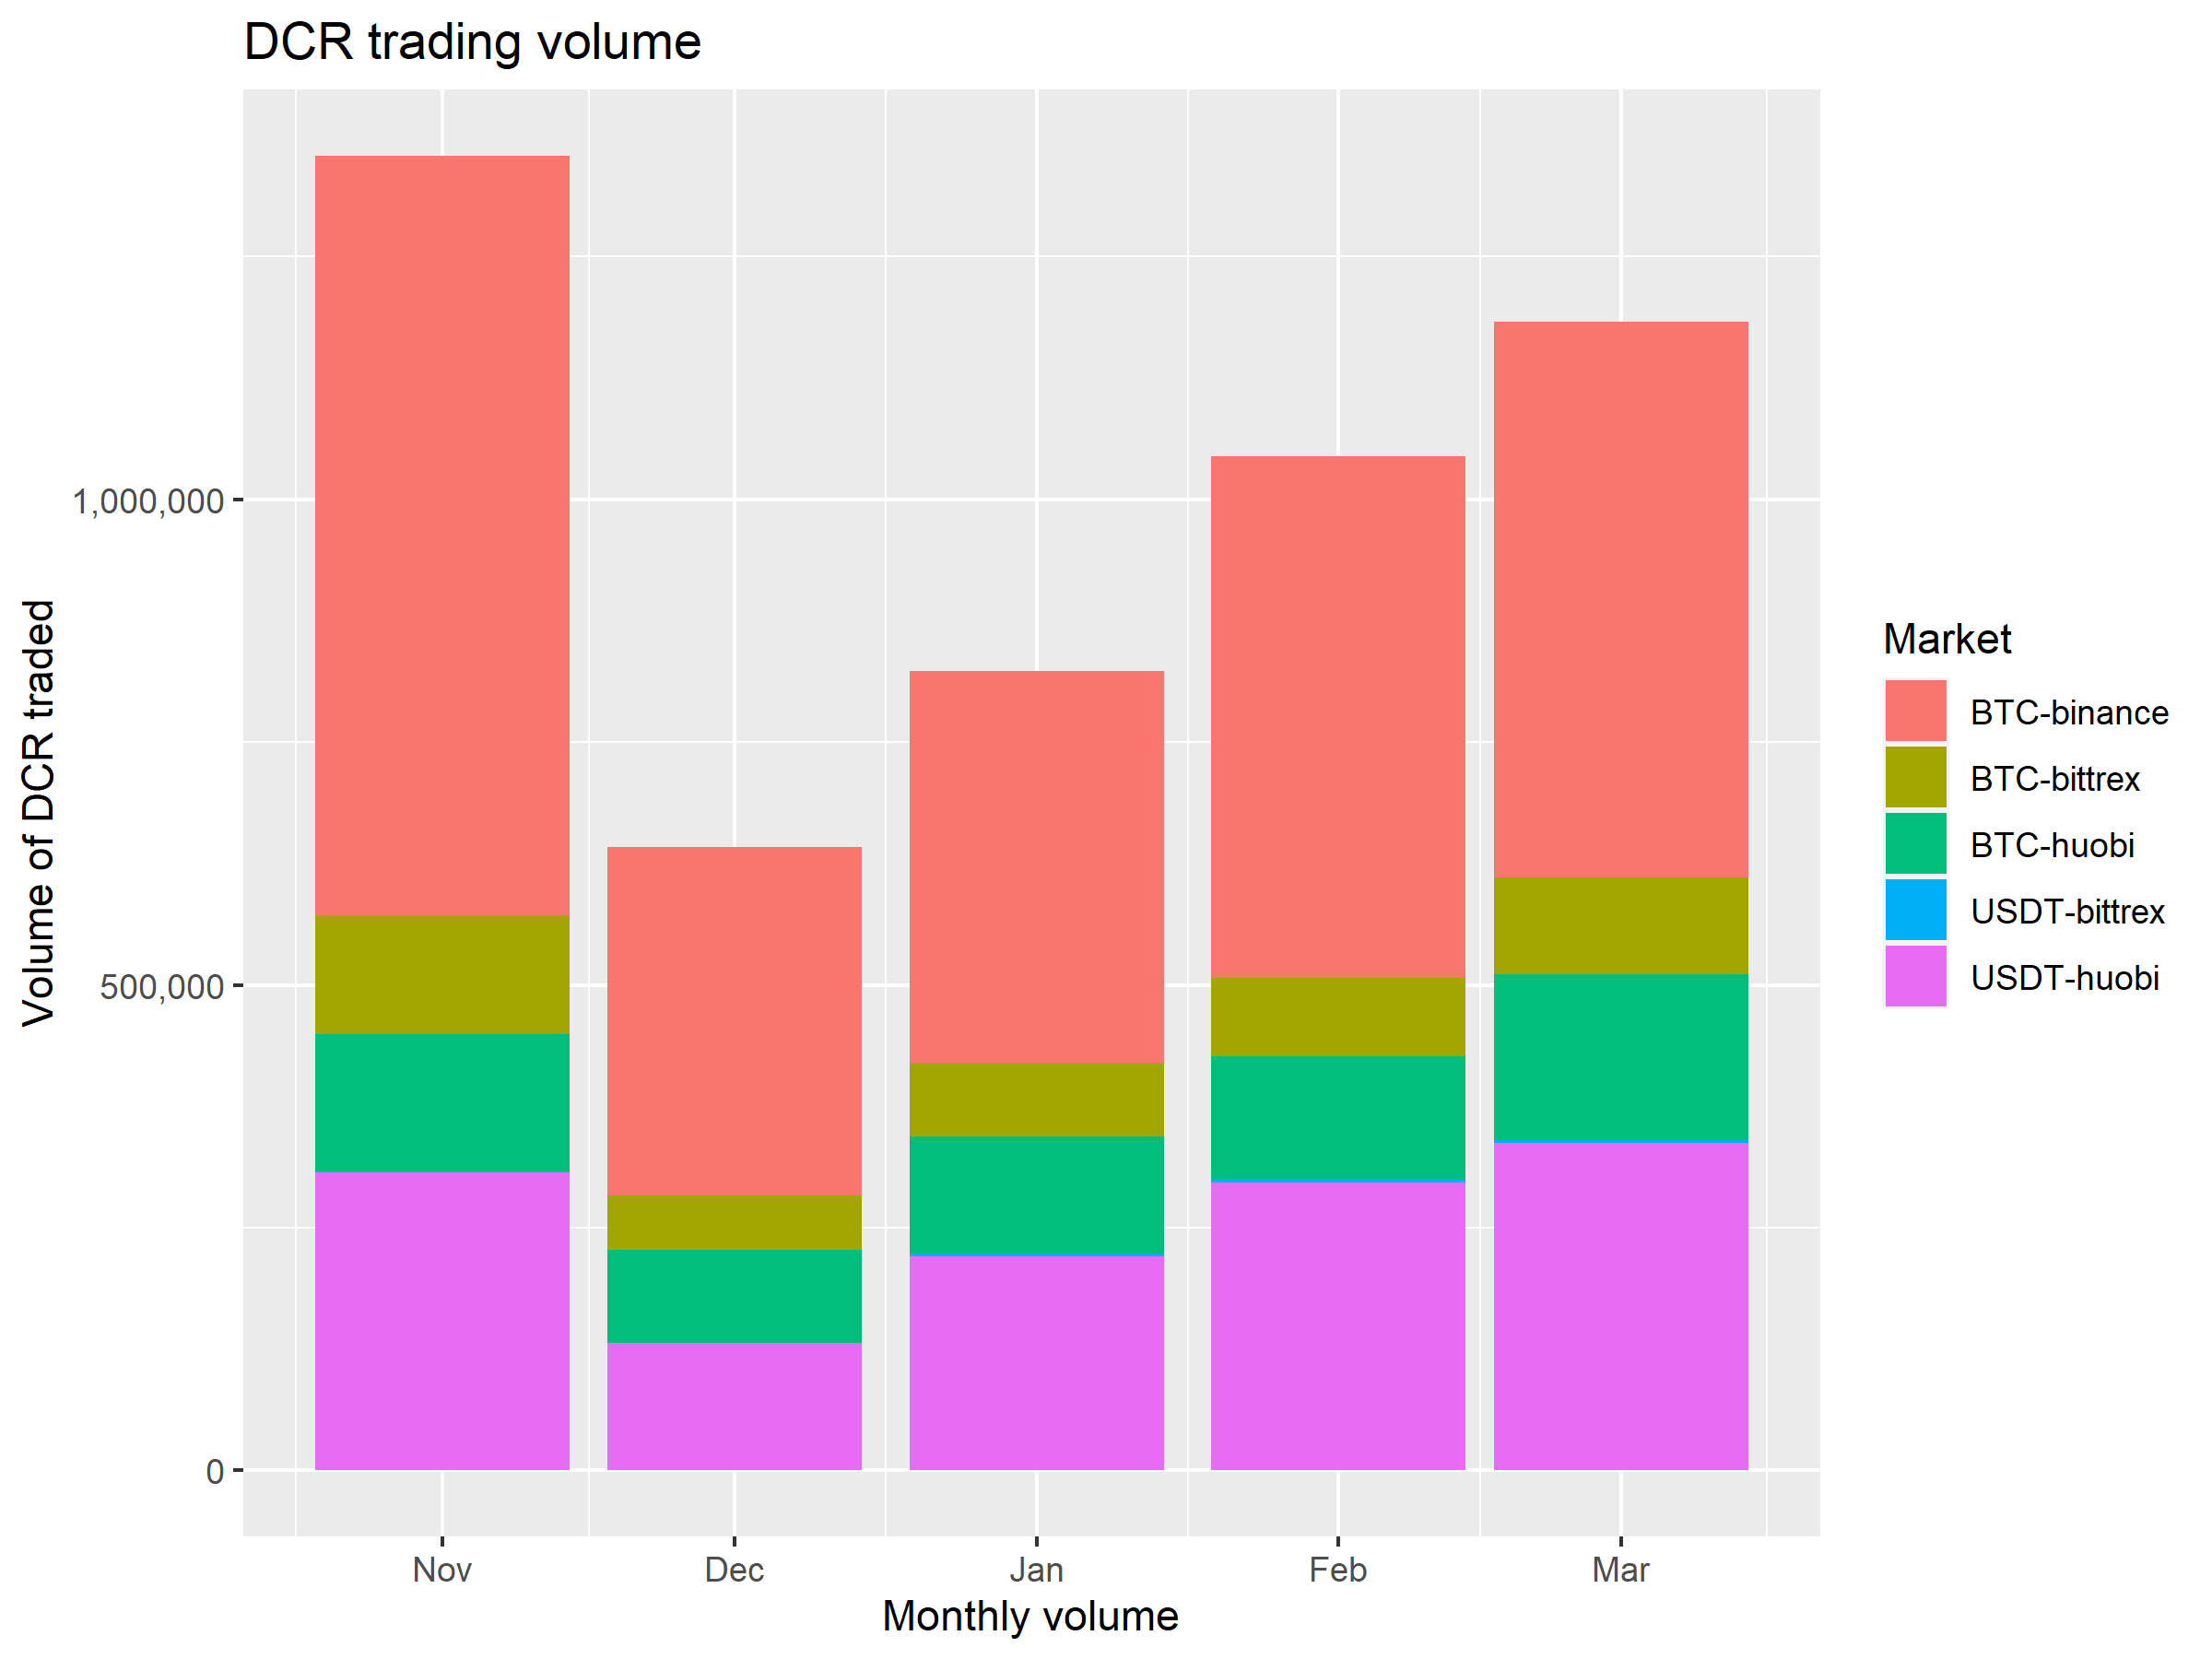 DCR trading volume
Volume of DCR traded
1,000,000
500,000
0
Nov
Dec
Jan
Feb
Mar
Monthly volume
Market
BTC-binance
BTC-bittrex
BTC-huobi
USDT-bittrex
USDT-huobi